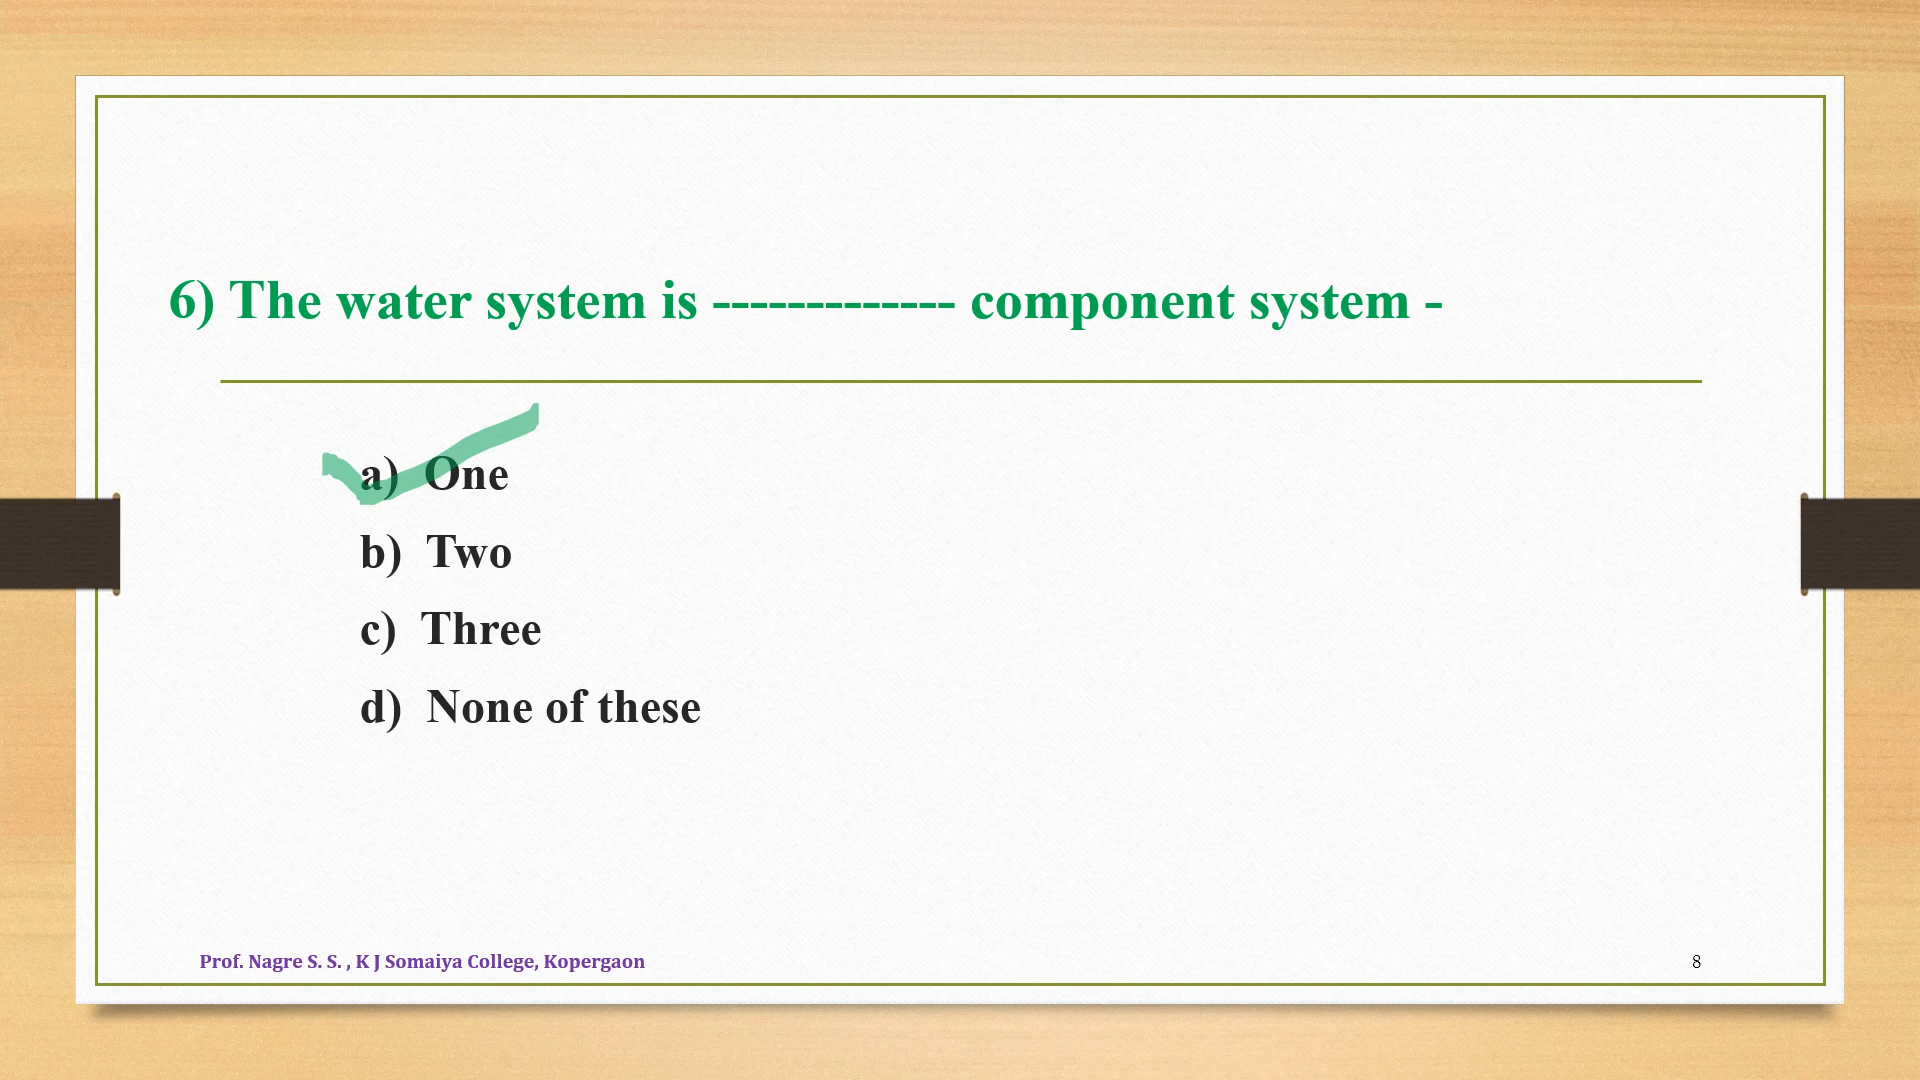 6) The water system is ------------- component system -
a) One
b) Two
c) Three
d) None of these
Prof. Nagre S. S. , K J Somaiya College, Kopergaon
8